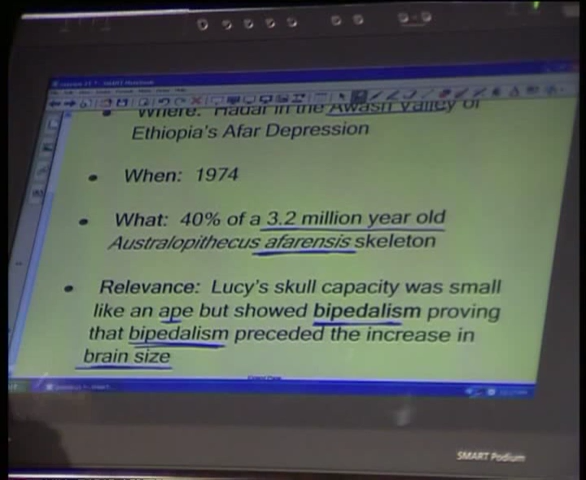 Where: Hadar in the Awash Valley of
Ethiopia's Afar Depression
When: 1974
What: 40% of a 3.2 million year old
Australopithecus afarensis skeleton
Relevance: Lucy's skull capacity was small
like an ape but showed bipedalism proving
that bipedalism preceded the increase in
brain size
SMART Podium